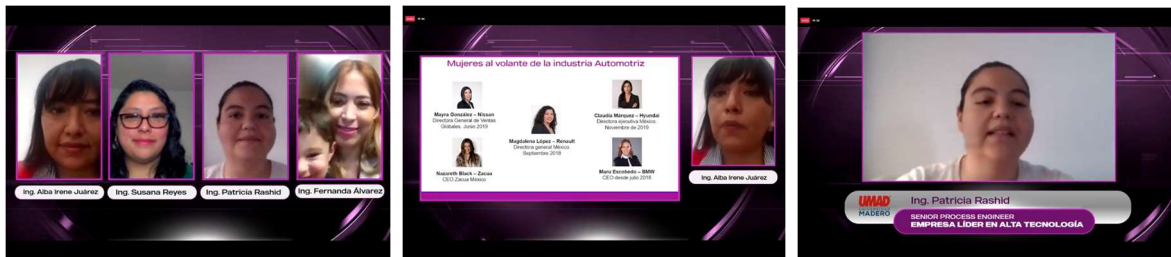 Ing. Alba Irene Juárez
Ing. Susana Reyes
Ing. Patricia Rashid
Ing. Fernanda Álvarez
Mujeres al volante de la industria Automotriz
Mayra González – Nissan
Directora General de Ventas
Globales. Junio 2019
Claudia Márquez – Hyundai
Directora ejecutiva México
Noviembre de 2019
Magdalena López – Renault
Directora general México
Septiembre 2018
Nazareth Black – Zacua
CEO Zacua México
Maru Escobedo – BMW
CEO desde julio 2018
Ing. Alba Irene Juárez
UMAD
MADERO
Ing. Patricia Rashid
SENIOR PROCESS ENGINEER
EMPRESA LÍDER EN ALTA TECNOLOGÍA